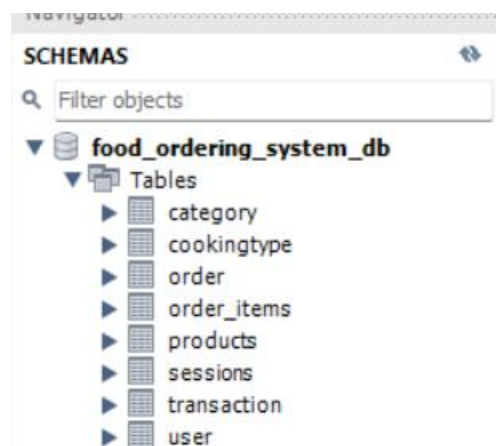 Navigator
SCHEMAS
Filter objects
food_ordering_system_db
Tables
category
cookingtype
order
order_items
products
sessions
transaction
user